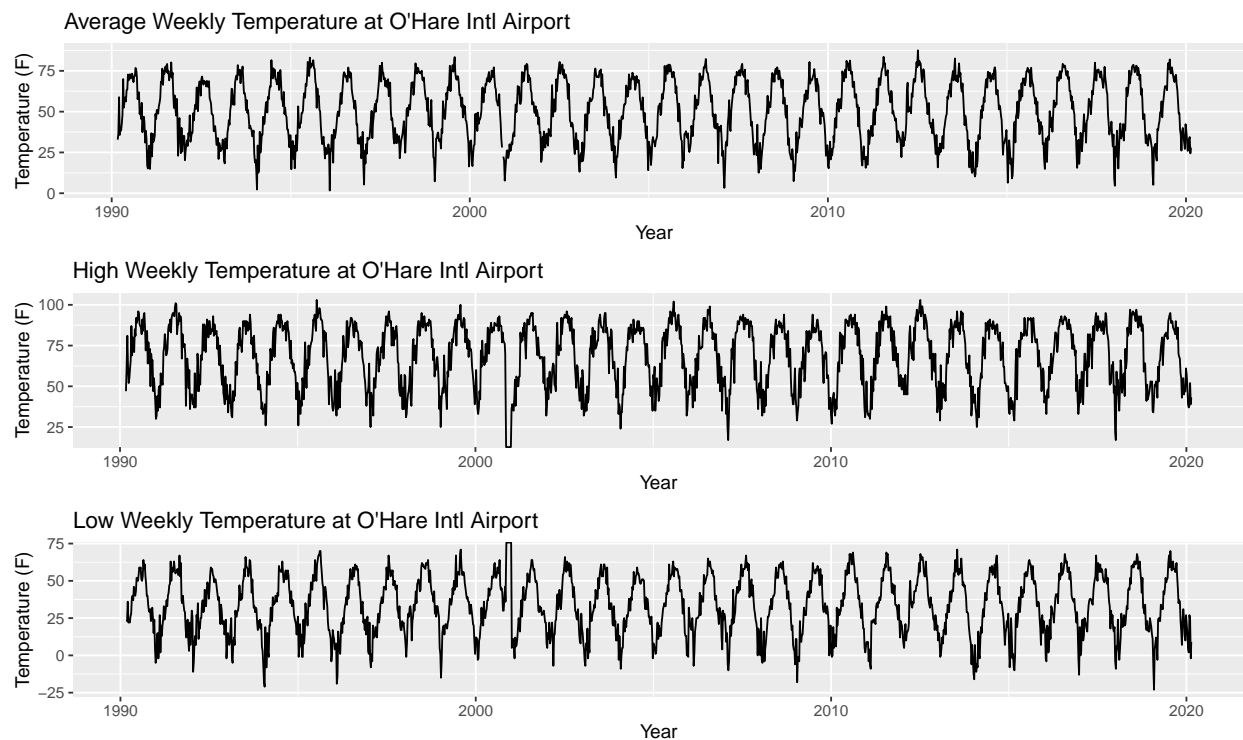 Average Weekly Temperature at O'Hare Intl Airport
Temperature (F)
75
50
25
0
1990
2000
2010
2020
Year
High Weekly Temperature at O'Hare Intl Airport
Temperature (F)
100
75
50
25
1990
2000
2010
2020
Year
Low Weekly Temperature at O'Hare Intl Airport
Temperature (F)
75
50
25
0
−25
1990
2000
2010
2020
Year